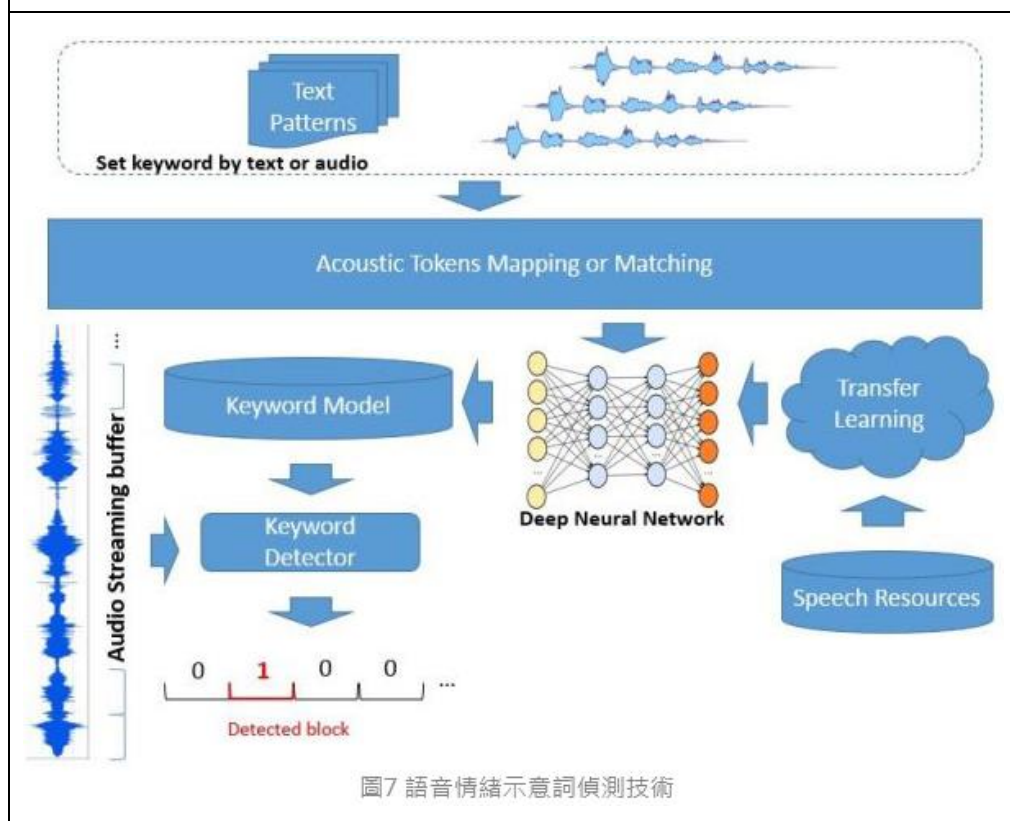 Text
Patterns
Set keyword by text or audio
Acoustic Tokens Mapping or Matching
Audio Streaming buffer
...
Keyword Model
Deep Neural Network
Transfer
Learning
Keyword
Detector
Speech Resources
0 1 0 0 ...
Detected block
圖7 語音情緒示意詞偵測技術